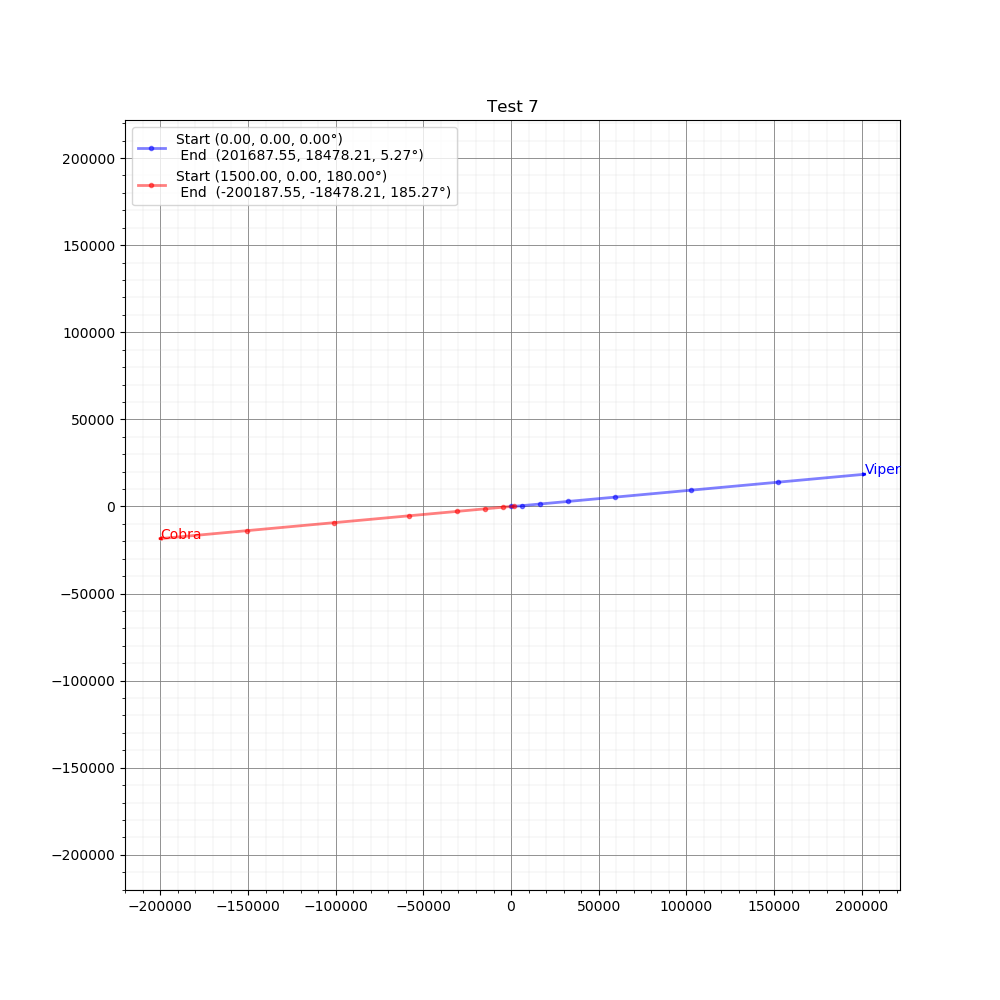 Test 7
Start (0.00, 0.00, 0.00°)
End  (201687.55, 18478.21, 5.27°)
Start (1500.00, 0.00, 180.00°)
End  (-200187.55, -18478.21, 185.27°)
200000
150000
100000
50000
0
−50000
−100000
−150000
−200000
Viper
Cobra
−200000 −150000 −100000 −50000 0 50000 100000 150000 200000